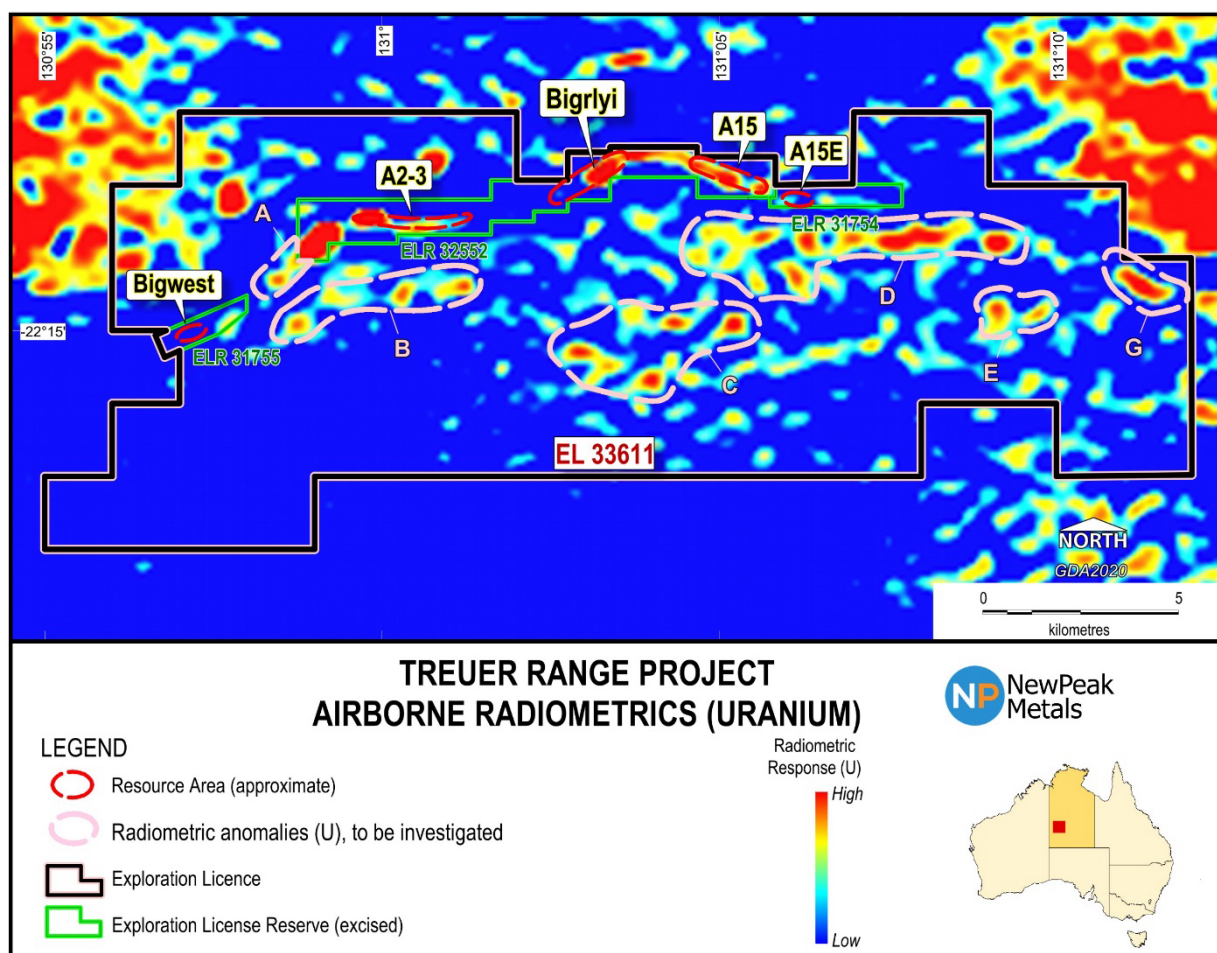 130°55'
131°
131°05'
131°10'
Bigrlyi
A15
A15E
A2-3
A
ELR 31754
ELR 32552
Bigwest
D
-22°15'
ELR 31755
B
E
G
C
EL 33611
NORTH
GDA2020
0 5
kilometres
TREUER RANGE PROJECT
AIRBORNE RADIOMETRICS (URANIUM)
NP NewPeak
Metals
LEGEND
Resource Area (approximate)
Radiometric anomalies (U), to be investigated
Exploration Licence
Exploration License Reserve (excised)
Radiometric
Response (U)
High
Low